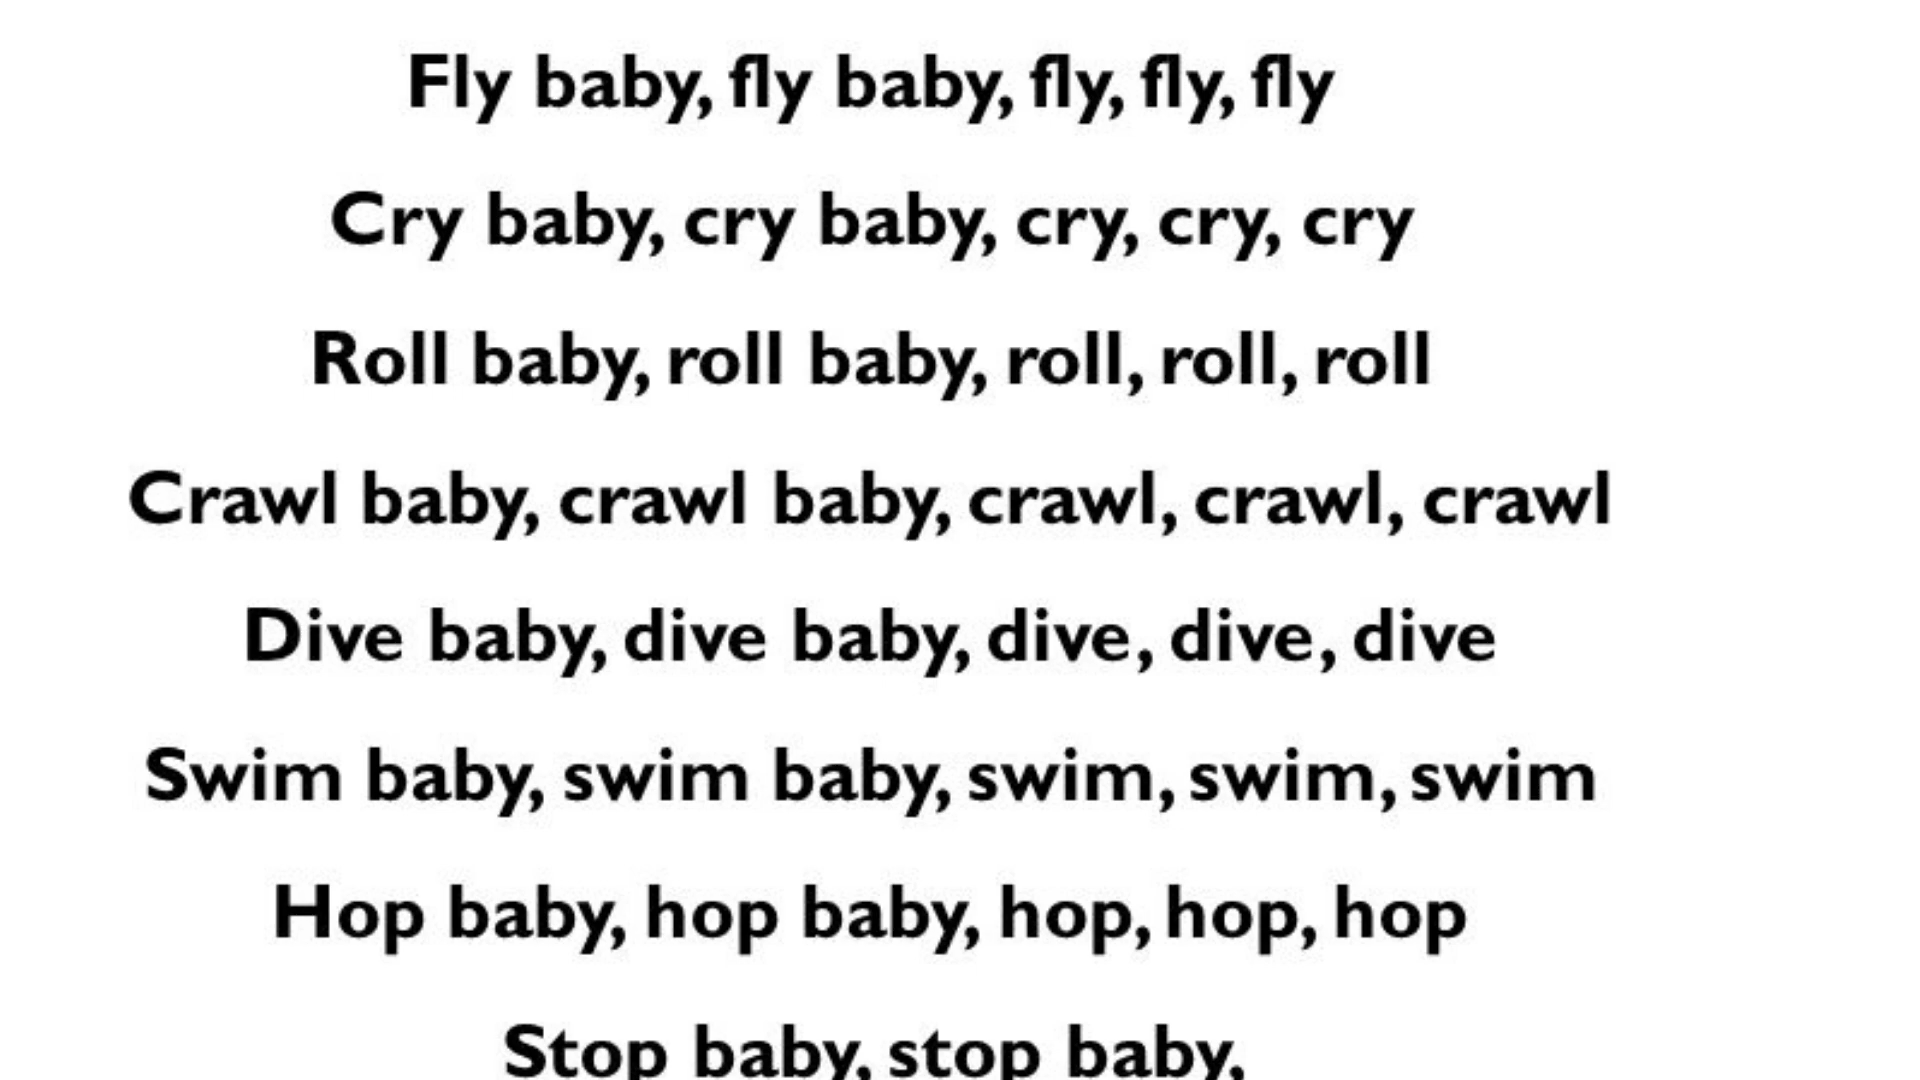 Fly baby, fly baby, fly, fly, fly
Cry baby, cry baby, cry, cry, cry
Roll baby, roll baby, roll, roll, roll
Crawl baby, crawl baby, crawl, crawl, crawl
Dive baby, dive baby, dive, dive, dive
Swim baby, swim baby, swim, swim, swim
Hop baby, hop baby, hop, hop, hop
Stop baby, stop baby,